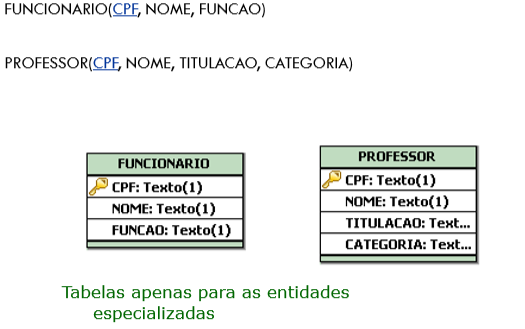 FUNCIONARIO(CPF, NOME, FUNCAO)
PROFESSOR(CPF, NOME, TITULACAO, CATEGORIA)
FUNCIONARIO
CPF: Texto(1)
NOME: Texto(1)
FUNCAO: Texto(1)
PROFESSOR
CPF: Texto(1)
NOME: Texto(1)
TITULACAO: Text...
CATEGORIA: Text...
Tabelas apenas para as entidades
especializadas